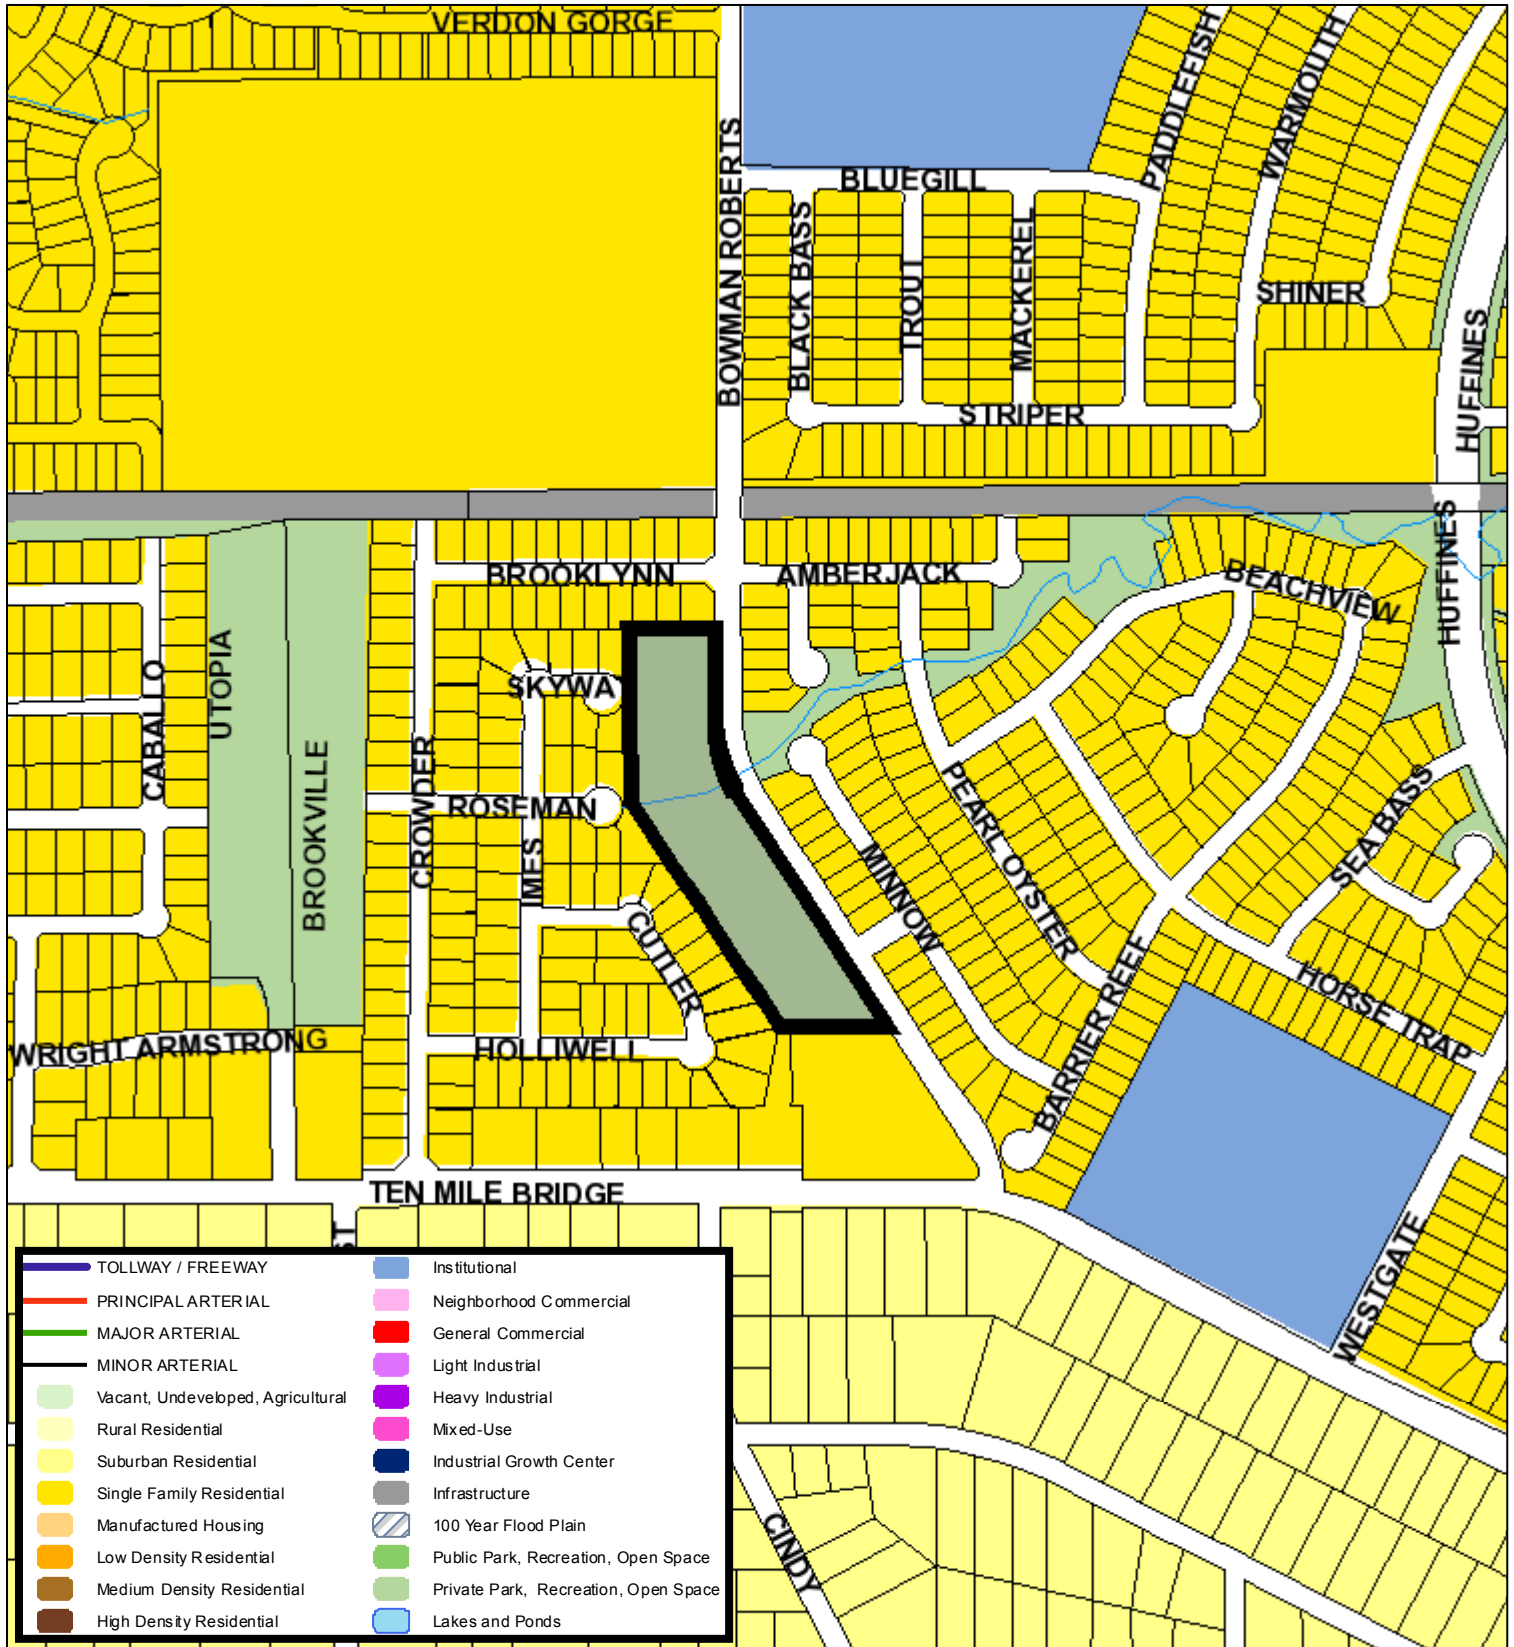 VERDON GORGE
PADDLEFISH
WARMOUTH
BOWMAN ROBERTS
BLUEGILL
BLACK BASS
TROUT
MACKEREL
SHINER
HUFFINES
STRIPER
HUFFINES
BROOKLYNN
AMBERJACK
BEACHVIEW
UTOPIA
CABALLO
SKYWA
BROOKVILLE
CROWDER
ROSEMAN
IMES
PEARL OYSTER
MINNOW
SEA BASS
CUTLER
BARRIER REEF
HORSE TRAP
WRIGHT ARMSTRONG
HOLLIWELL
TEN MILE BRIDGE
ST
WESTGATE
CINDY
TOLLWAY / FREEWAY
PRINCIPAL ARTERIAL
MAJOR ARTERIAL
MINOR ARTERIAL
Vacant, Undeveloped, Agricultural
Rural Residential
Suburban Residential
Single Family Residential
Manufactured Housing
Low Density Residential
Medium Density Residential
High Density Residential
Institutional
Neighborhood Commercial
General Commercial
Light Industrial
Heavy Industrial
Mixed-Use
Industrial Growth Center
Infrastructure
100 Year Flood Plain
Public Park, Recreation, Open Space
Private Park, Recreation, Open Space
Lakes and Ponds